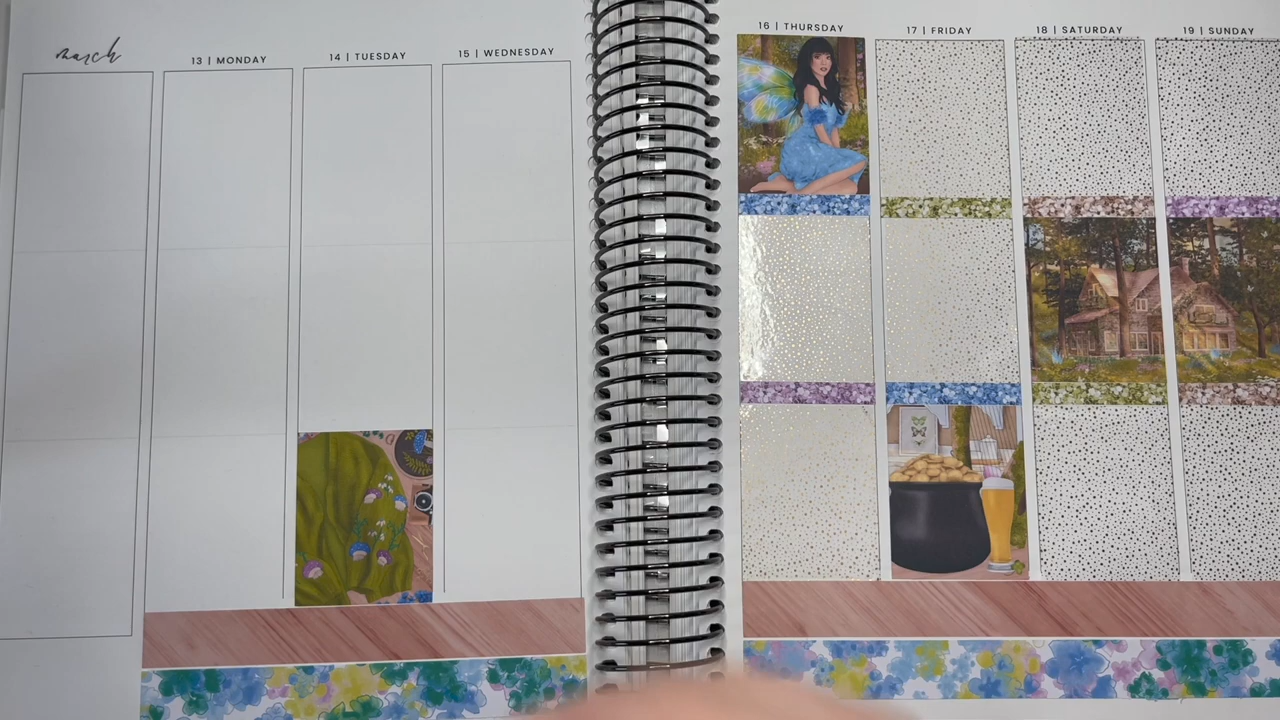 march
13 | MONDAY
14 | TUESDAY
15 | WEDNESDAY
16 | THURSDAY
17 | FRIDAY
18 | SATURDAY
19 | SUNDAY